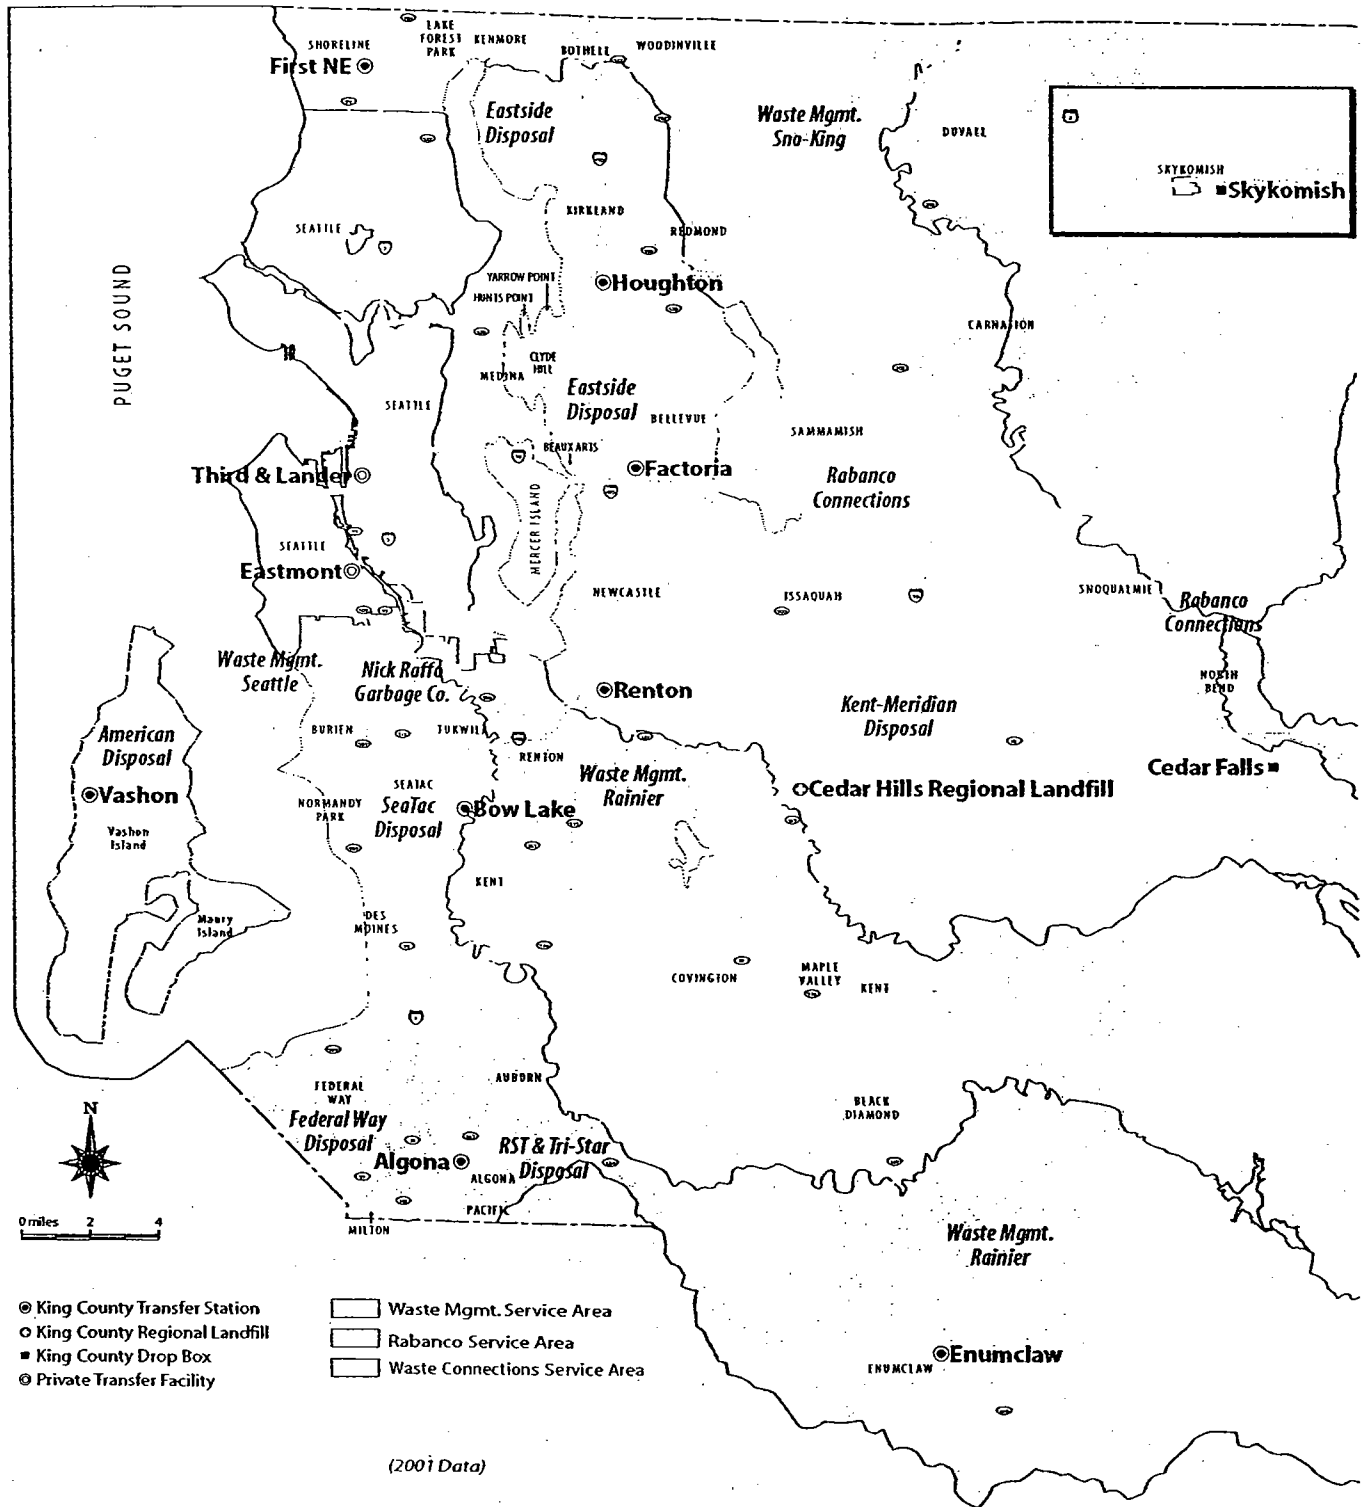 LAKE
FOREST
PARK
KENMORE
SHORELINE
First NE
BOTHELL
WOODINVILLE
Eastside
Disposal
Waste Mgmt.
Sno-King
DUVALL
SKYKOMISH
Skykomish
KIRKLAND
SEATTLE
REDMOND
PUGET SOUND
YARROW POINT
HUNTS POINT
Houghton
CARNATION
CLYDE
HILL
MEDINA
Eastside
Disposal
SEATTLE
BELLEVUE
SAMMAMISH
BEAUX ARTS
Third & Lander
Factoria
Rabanco
Connections
MERCER ISLAND
SEATTLE
Eastmont
NEWCASTLE
ISSAQUAH
SNOQUALMIE
Rabanco
Connections
Waste Mgmt.
Seattle
Nick Raffo
Garbage Co.
NORTH
BEND
Renton
Kent-Meridian
Disposal
American
Disposal
BURIEN
TUKWILA
RENTON
Waste Mgmt.
Rainier
Cedar Falls
Vashon
SEATAC
SeaTac
Disposal
NORMANDY
PARK
Bow Lake
Cedar Hills Regional Landfill
Vashon
Island
KENT
Maury
Island
DES
MOINES
COVINGTON
MAPLE
VALLEY
KENT
AUBURN
FEDERAL
WAY
Federal Way
Disposal
BLACK
DIAMOND
N
RST & Tri-Star
Disposal
Algona
ALGONA
PACIFIC
MILTON
0 miles 2 4
Waste Mgmt.
Rainier
King County Transfer Station
King County Regional Landfill
King County Drop Box
Private Transfer Facility
Waste Mgmt. Service Area
Rabanco Service Area
Waste Connections Service Area
ENUMCLAW
Enumclaw
(2001 Data)